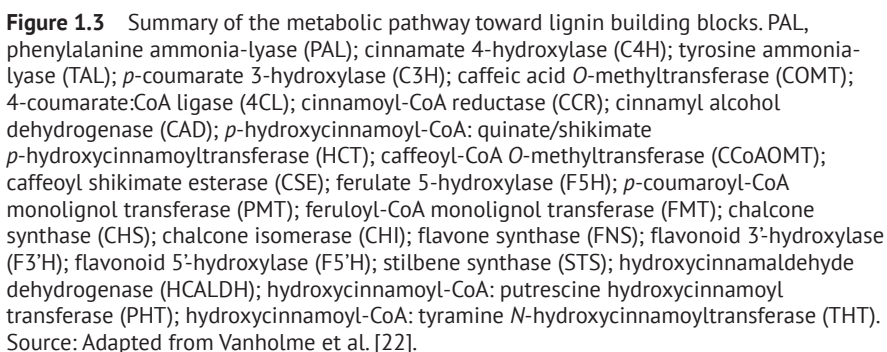 Figure 1.3 Summary of the metabolic pathway toward lignin building blocks. PAL,
phenylalanine ammonia-lyase (PAL); cinnamate 4-hydroxylase (C4H); tyrosine ammonia-
lyase (TAL); p-coumarate 3-hydroxylase (C3H); caffeic acid O-methyltransferase (COMT);
4-coumarate:CoA ligase (4CL); cinnamoyl-CoA reductase (CCR); cinnamyl alcohol
dehydrogenase (CAD); p-hydroxycinnamoyl-CoA: quinate/shikimate
p-hydroxycinnamoyltransferase (HCT); caffeoyl-CoA O-methyltransferase (CCoAOMT);
caffeoyl shikimate esterase (CSE); ferulate 5-hydroxylase (F5H); p-coumaroyl-CoA
monolignol transferase (PMT); feruloyl-CoA monolignol transferase (FMT); chalcone
synthase (CHS); chalcone isomerase (CHI); flavone synthase (FNS); flavonoid 3’-hydroxylase
(F3’H); flavonoid 5’-hydroxylase (F5’H); stilbene synthase (STS); hydroxycinnamaldehyde
dehydrogenase (HCALDH); hydroxycinnamoyl-CoA: putrescine hydroxycinnamoyl
transferase (PHT); hydroxycinnamoyl-CoA: tyramine N-hydroxycinnamoyltransferase (THT).
Source: Adapted from Vanholme et al. [22].